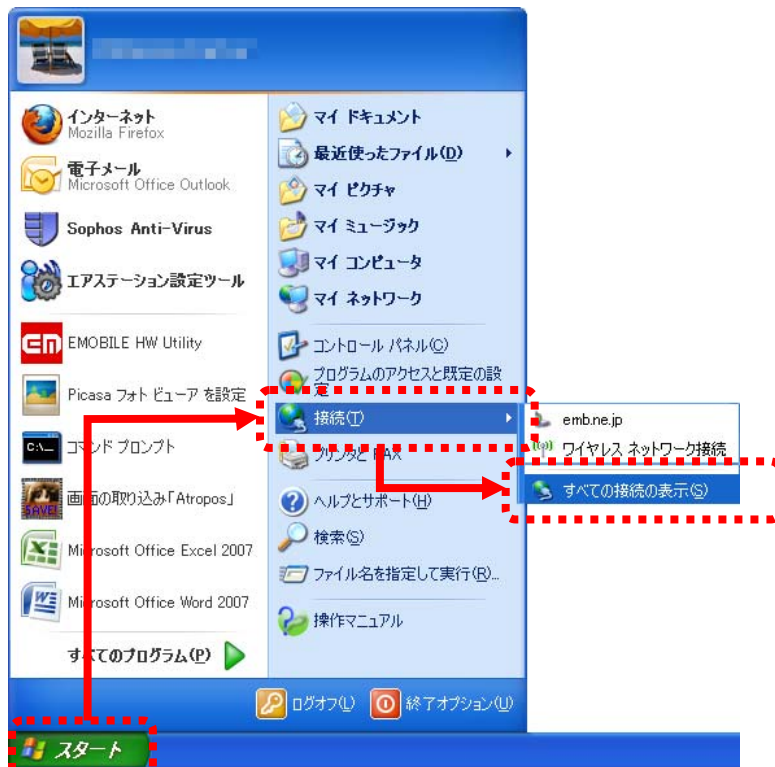 インターネット
Mozilla Firefox
電子メール
Microsoft Office Outlook
Sophos Anti-Virus
エアステーション設定ツール
EMOBILE HW Utility
Picasa フォト ビューア を設定
C:\_
コマンド プロンプト
SAVE!
画面の取り込み「Atropos」
Microsoft Office Excel 2007
Microsoft Office Word 2007
すべてのプログラム(P)
マイ ドキュメント
最近使ったファイル(D)
マイ ピクチャ
マイ ミュージック
マイ コンピュータ
マイ ネットワーク
コントロール パネル(C)
プログラムのアクセスと既定の設
定
接続(T)
プリンタと FAX
ヘルプとサポート(H)
検索(S)
ファイル名を指定して実行(R)...
操作マニュアル
emb.ne.jp
ワイヤレス ネットワーク接続
すべての接続の表示(S)
ログオフ(L)
終了オプション(U)
スタート